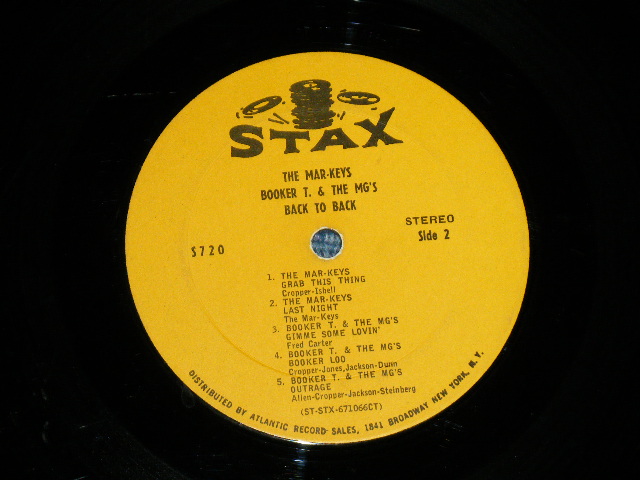 STAX
THE MAR-KEYS
BOOKER T. & THE MG'S
BACK TO BACK
STEREO
Side 2
S720
1. THE MAR-KEYS
GRAB THIS THING
Cropper-Isbell
2. THE MAR-KEYS
LAST NIGHT
The Mar-Keys
3. BOOKER T. & THE MG'S
GIMME SOME LOVIN'
Fred Carter
4. BOOKER T. & THE MG'S
BOOKER LOO
Cropper-Jones,Jackson-Dunn
5. BOOKER T. & THE MG'S
OUTRAGE
Allen-Cropper-Jackson-Steinberg
(ST-STX-671066CT)
DISTRIBUTED BY ATLANTIC RECORD SALES, 1841 BROADWAY NEW YORK, N.Y.